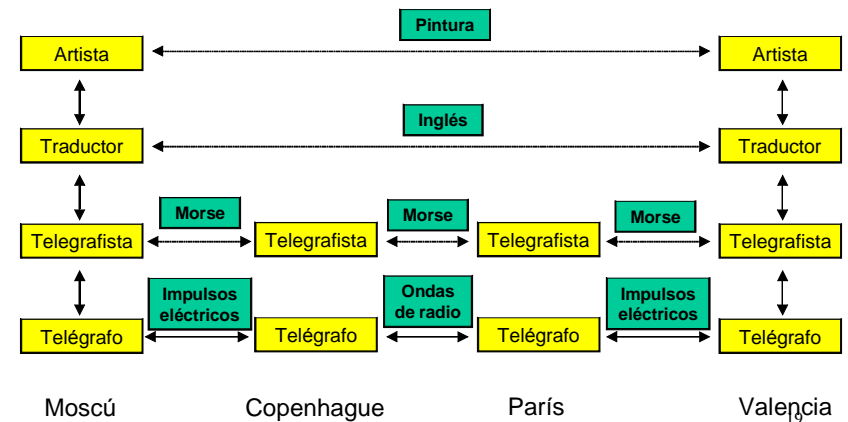 Pintura
Artista Artista
Inglés
Traductor Traductor
Morse Morse Morse
Telegrafista Telegrafista Telegrafista Telegrafista
Impulsos Ondas Impulsos
eléctricos de radio eléctricos
Telégrafo Telégrafo Telégrafo Telégrafo
Moscú Copenhague París Valencia
19